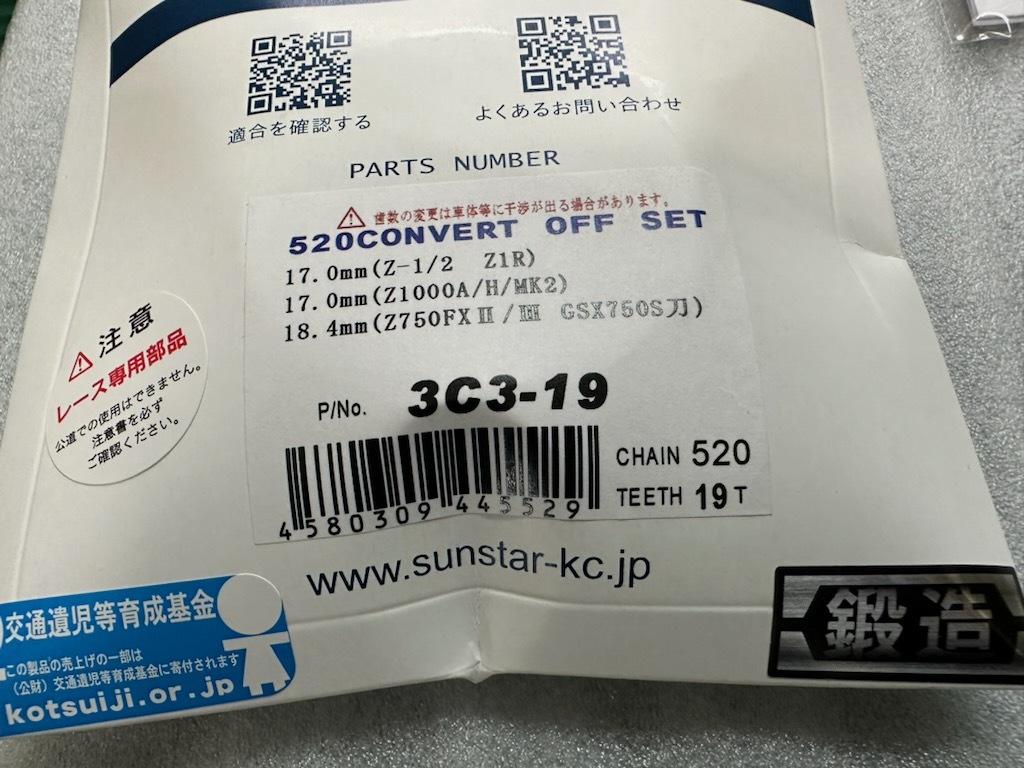 適合を確認する
よくあるお問い合わせ
PARTS NUMBER
歯数の変更は車体等に干渉が出る場合があります。
520CONVERT OFF SET
17.0mm(Z-1/2 Z1R)
17.0mm(Z1000A/H/MK2)
18.4mm(Z750FXⅡ/Ⅲ GSX750S刀)
注意
レース専用部品
公道での使用はできません。
注意書を必ず
ご確認ください。
P/No. 3C3-19
CHAIN 520
TEETH 19T
4580309445529
www.sunstar-kc.jp
交通遺児等育成基金
この製品の売上げの一部は
(公財)交通遺児等育成基金に寄付されます
kotsuiji.or.jp
鍛造